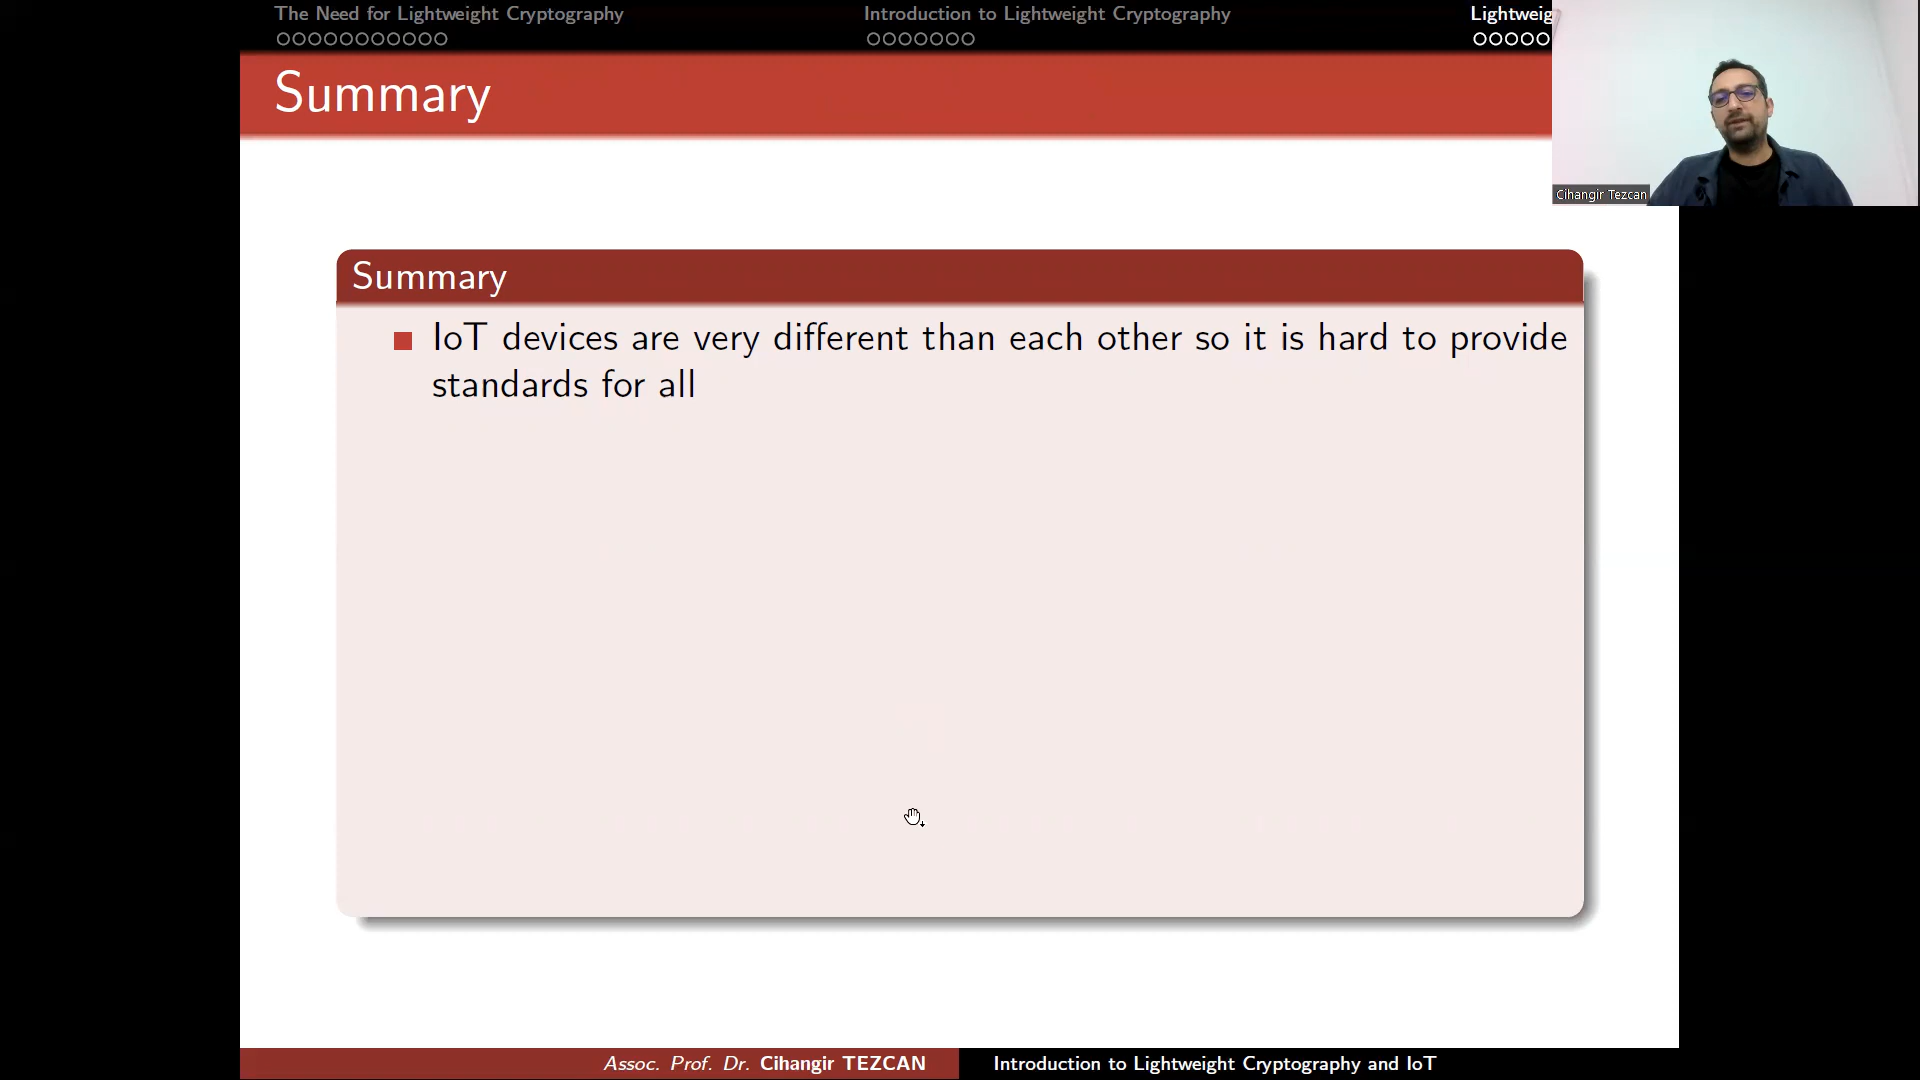 The Need for Lightweight Cryptography
Introduction to Lightweight Cryptography
Lightweig
Summary
Cihangir Tezcan
Summary
IoT devices are very different than each other so it is hard to provide
standards for all
Assoc. Prof. Dr. Cihangir TEZCAN
Introduction to Lightweight Cryptography and IoT